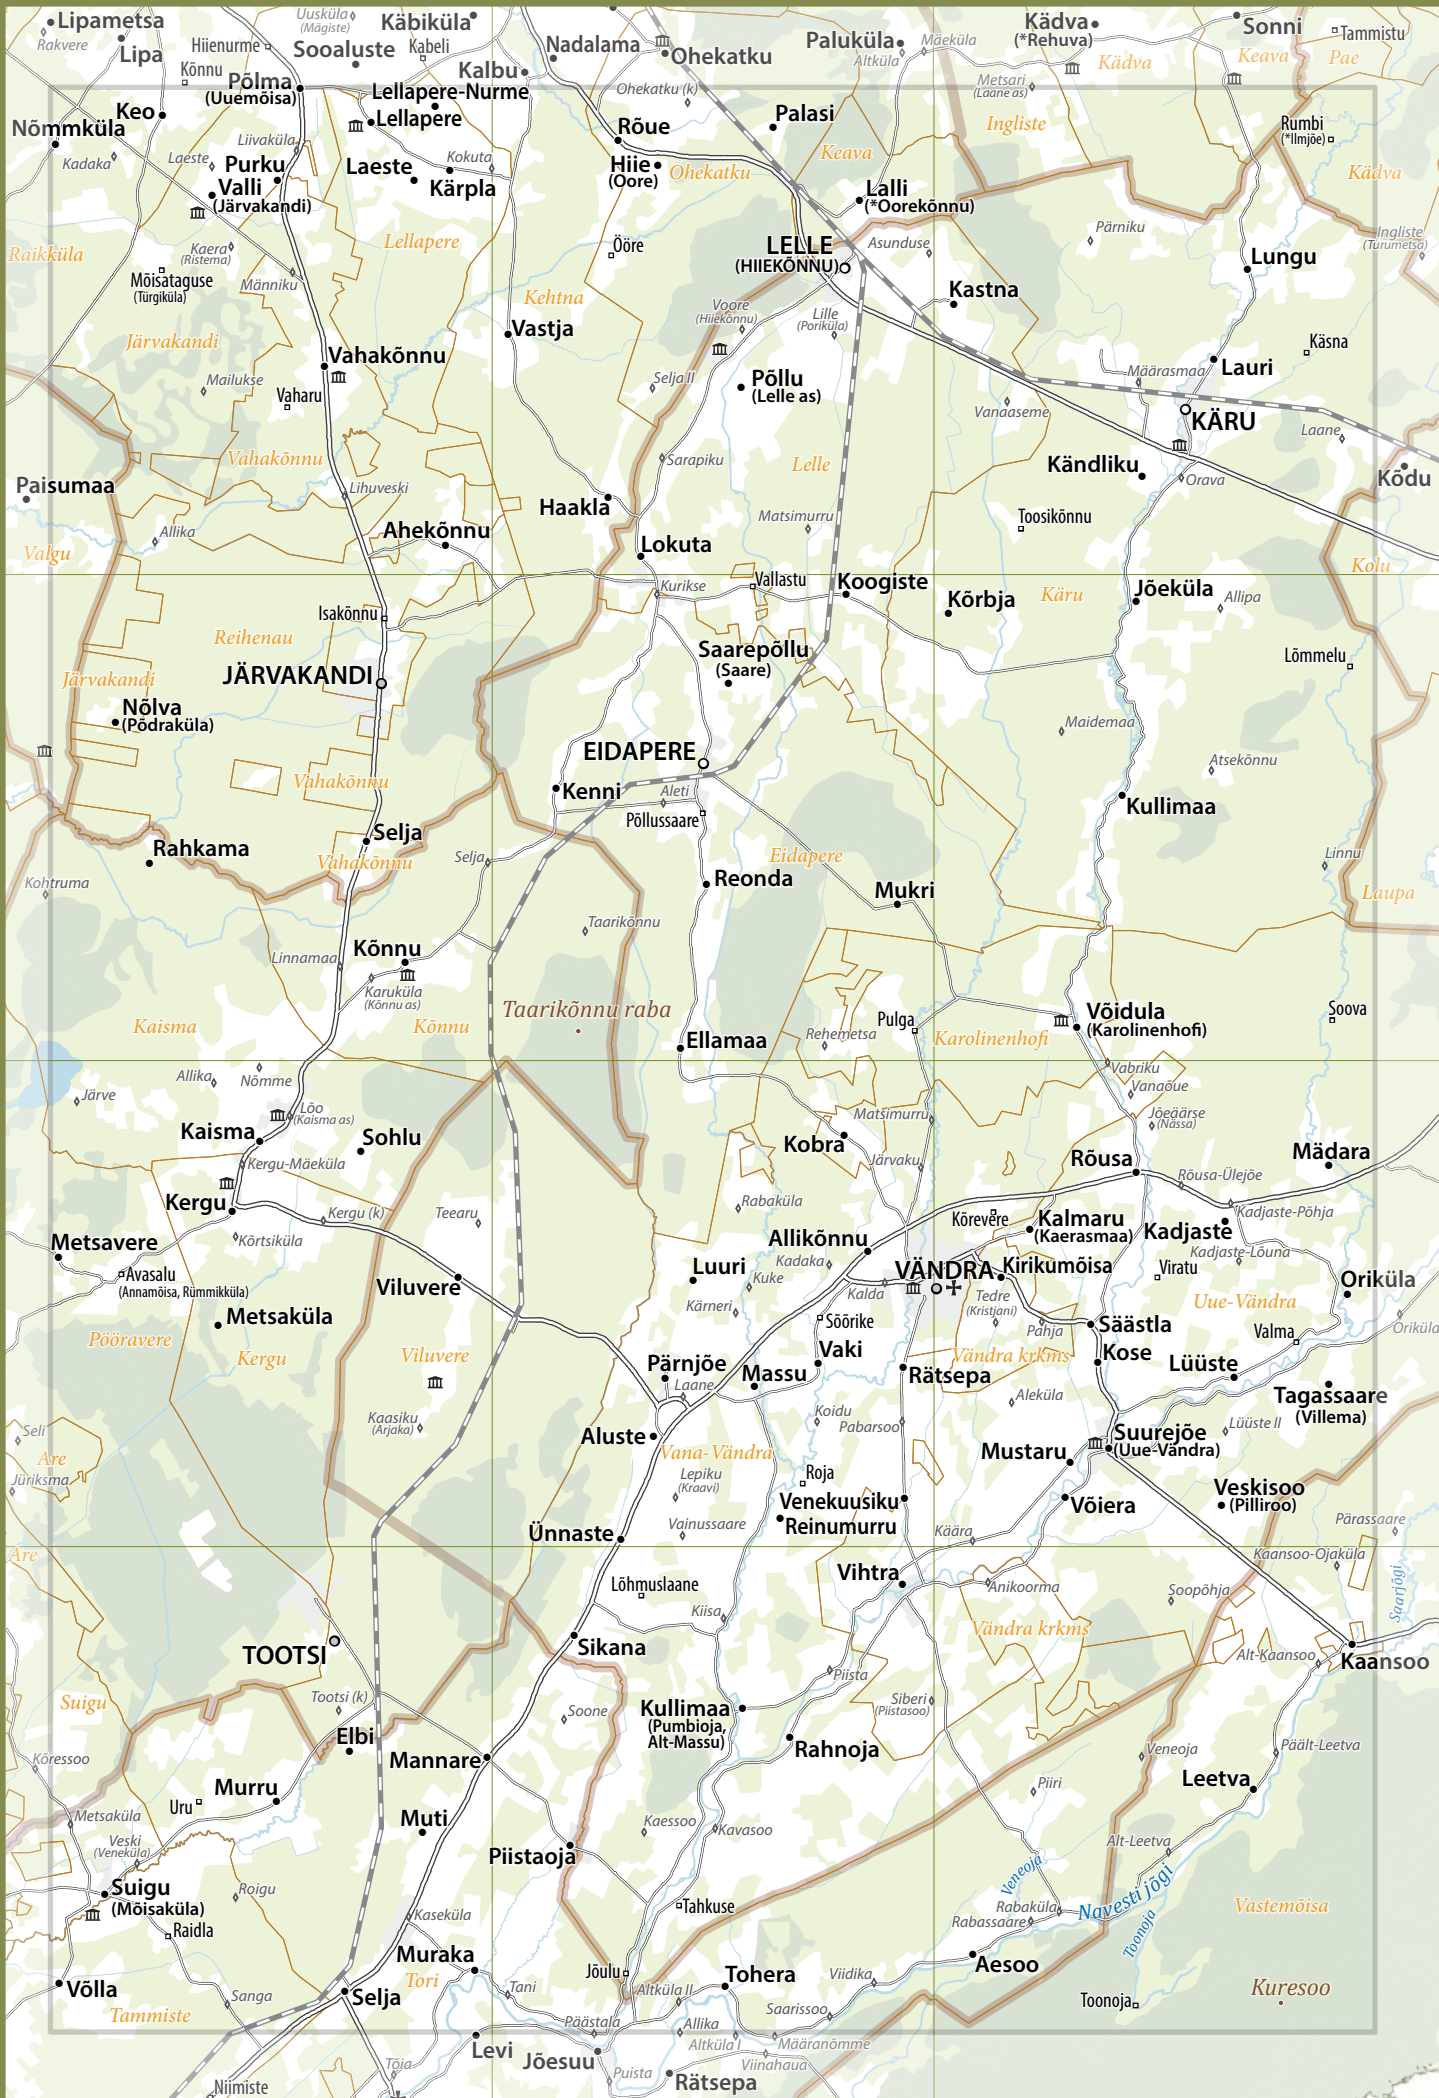 Lipametsa
Rakvere
Lipa
Hiienurme
Kõnnu
Uusküla
(Mägiste)
Sooaluste
Käbiküla
Kabeli
Kalbu
Nadalama
Ohekatku
Ohekatku (k)
Paluküla
Altküla
Mäeküla
Kädva
(*Rehuva)
Metsari
(Laane as)
Kädva
Sonni
Keava
Tammistu
Pae
Põlma
(Uuemõisa)
Lellapere-Nurme
Lellapere
Keo
Nõmmküla
Kadaka
Liivaküla
Laeste
Purku
Valli
(Järvakandi)
Laeste
Kokuta
Kärpla
Rõue
Hiie
(Oore)
Ohekatku
Palasi
Keava
Ingliste
Rumbi
(*Ilmjõe)
Kädva
Lalli
(*Oorekõnnu)
Raikküla
Kaera
(Ristema)
Lellapere
Ööre
LELLE
(HIIEKÕNNU)
Asunduse
Pärniku
Ingliste
(Turumetsa)
Lungu
Mõisataguse
(Türgiküla)
Männiku
Kehtna
Voore
(Hiiekõnnu)
Lille
(Poriküla)
Kastna
Järvakandi
Vastja
Vahakõnnu
Mailukse
Vaharu
Selja II
Põllu
(Lelle as)
Käsna
Määrasmaa
Lauri
Vanaaseme
KÄRU
Laane
Vahakõnnu
Sarapiku
Lelle
Kändliku
Orava
Kõdu
Paisumaa
Lihuveski
Haakla
Matsimurru
Toosikõnnu
Allika
Valgu
Ahekõnnu
Lokuta
Kolu
Kurikse
Vallastu
Koogiste
Kõrbja
Käru
Jõeküla
Allipa
Isakõnnu
Reihenau
JÄRVAKANDI
Järvakandi
Saarepõllu
(Saare)
Lõmmelu
Nõlva
(Põdraküla)
Maidemaa
EIDAPERE
Atsekõnnu
Vahakõnnu
Kenni
Aleti
Põllussaare
Kullimaa
Selja
Rahkama
Vahakõnnu
Selja
Eidapere
Linnu
Kohtruma
Reonda
Mukri
Laupa
Taarikõnnu
Kõnnu
Linnamaa
Karuküla
(Kõnnu as)
Kaisma
Kõnnu
Taarikõnnu raba
Pulga
Rehemetsa
Karolinenhofi
Võidula
(Karolinenhofi)
Soova
Ellamaa
Allika
Nõmme
Järve
Vabriku
Vanaõue
Lõo
(Kaisma as)
Matsimurru
Jõeäärse
(Nässa)
Kaisma
Sohlu
Kobra
Järvaku
Rõusa
Mädara
Kergu-Mäeküla
Rõusa-Ülejõe
Kergu
Rabaküla
Kergu (k)
Teearu
Kõrevere
Kalmaru
(Kaerasmaa)
Kadjaste-Põhja
Kadjaste
Kõrtsiküla
Metsavere
Allikõnnu
Kadaka
Kadjaste-Lõuna
Avasalu
(Annamõisa, Rümmikküla)
Viluvere
Luuri
Kuke
VÄNDRA
Kirikumõisa
Viratu
Oriküla
Kalda
Tedre
(Kristjani)
Metsaküla
Kärneri
Sõõrike
Pahja
Säästla
Uue-Vändra
Valma
Oriküla
Pööravere
Kergu
Viluvere
Vaki
Kose
Vändra krkms
Pärnjõe
Laane
Massu
Rätsepa
Lüüste
Tagassaare
(Villema)
Kaasiku
(Arjaka)
Koidu
Pabarsoo
Aleküla
Lüüste II
Seli
Are
Aluste
Vana-Vändra
Suurejõe
(Uue-Vändra)
Mustaru
Jüriksma
Lepiku
(Kraavi)
Roja
Veskisoo
(Pilliroo)
Venekuusiku
Võiera
Vainussaare
Reinumurru
Pärassaare
Ünnaste
Käära
Are
Kaansoo-Ojaküla
Vihtra
Lõhmuslaane
Anikoorma
Soopõhja
Saarjõgi
Kiisa
TOOTSI
Sikana
Vändra krkms
Alt-Kaansoo
Kaansoo
Suigu
Tootsi (k)
Piista
Soone
Kullimaa
(Pumbioja,
Alt-Massu)
Siberi
(Piistasoo)
Elbi
Rahnoja
Veneoja
Päält-Leetva
Kõressoo
Mannare
Leetva
Murru
Uru
Piiri
Metsaküla
Muti
Kaessoo
Kavasoo
Veski
(Veneküla)
Piistaoja
Alt-Leetva
Suigu
(Mõisaküla)
Roigu
Veneoja
Navesti jõgi
Vastemõisa
Raidla
Kaseküla
Tahkuse
Rabaküla
Rabassaare
Toonoja
Muraka
Aesoo
Võlla
Tori
Jõulu
Tohera
Viidika
Kuresoo
Sanga
Selja
Tani
Altküla II
Toonoja
Tammiste
Saarissoo
Päästala
Allika
Levi
Altküla I
Määranõmme
Tõia
Jõesuu
Viinahaua
Puista
Rätsepa
Niimiste